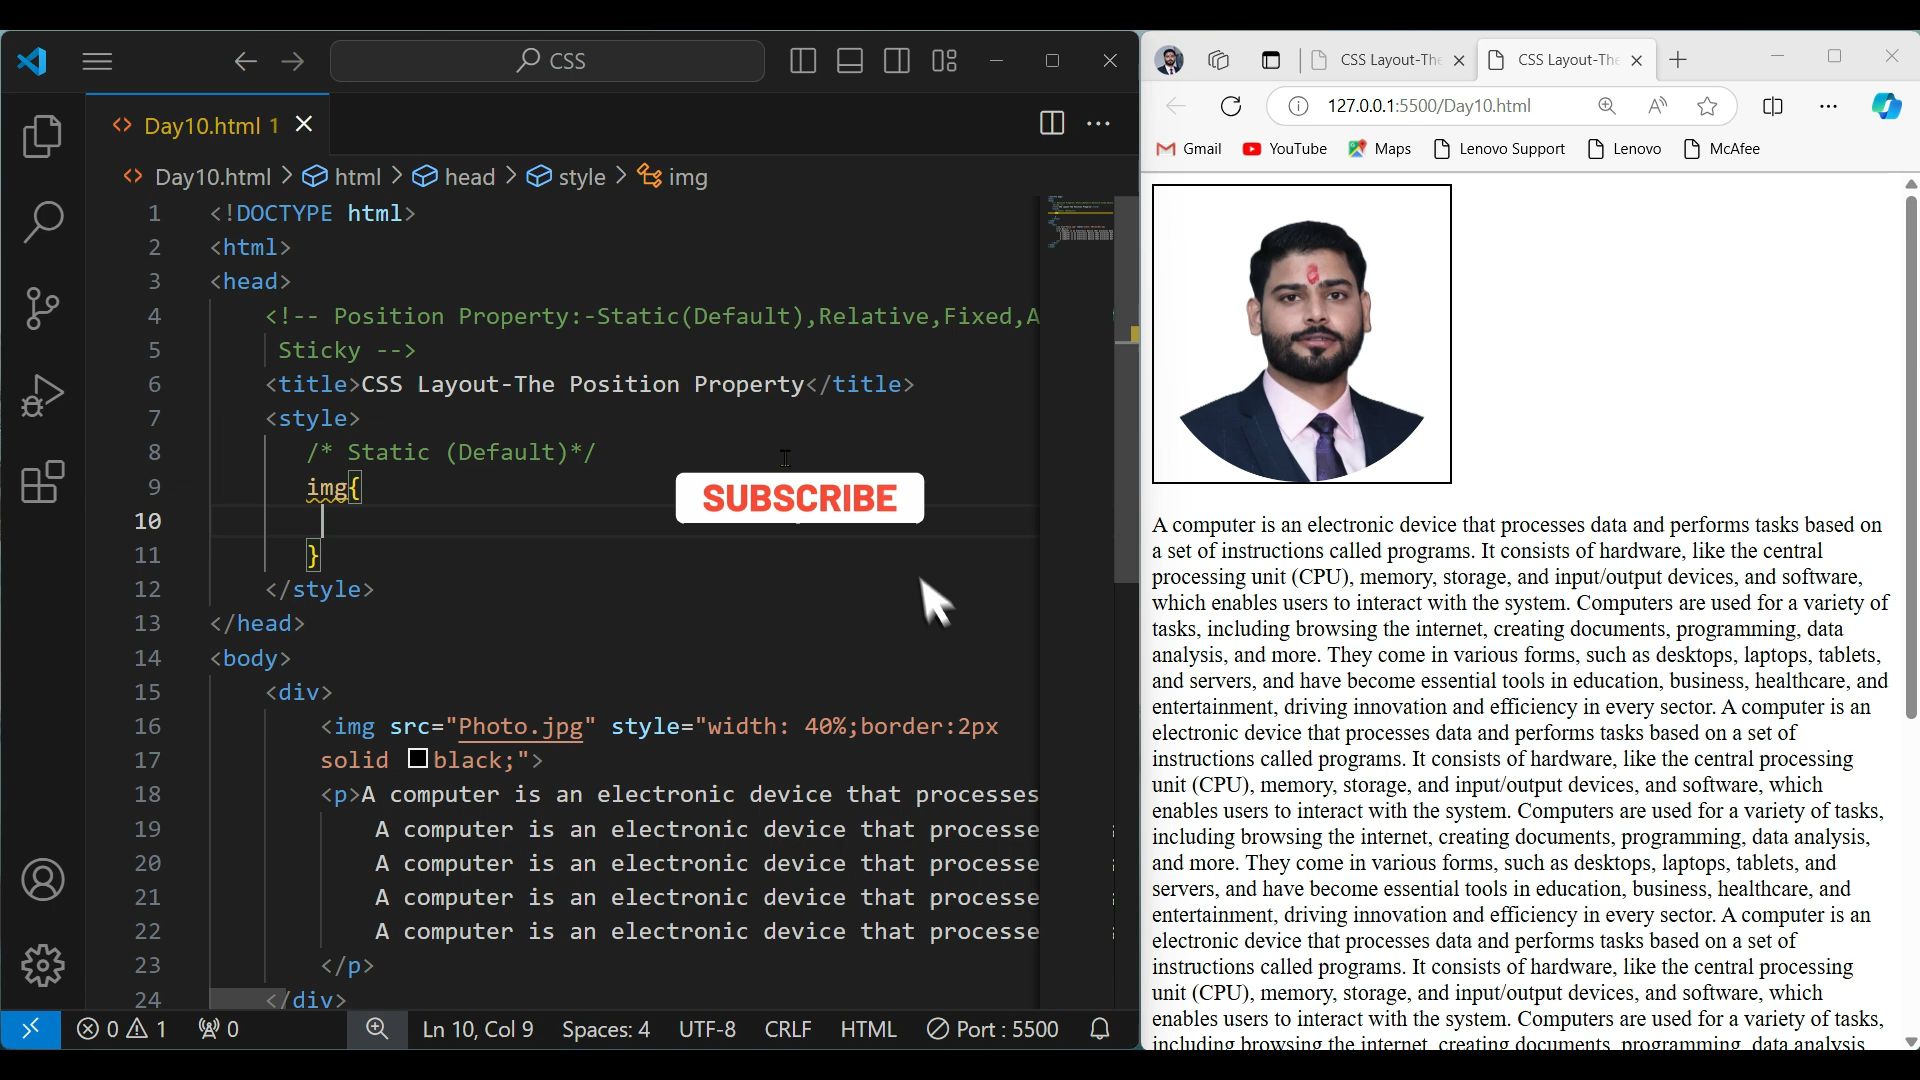 CSS
Day10.html 1
Day10.html > html > head > style > img
1 <!DOCTYPE html>
2 <html>
3 <head>
4 <!-- Position Property:-Static(Default),Relative,Fixed,A
5 Sticky -->
6 <title>CSS Layout-The Position Property</title>
7 <style>
8 /* Static (Default)*/
9 img{
10
11 }
12 </style>
13 </head>
14 <body>
15 <div>
16 <img src="Photo.jpg" style="width: 40%;border:2px
17 solid black;">
18 <p>A computer is an electronic device that processes
19 A computer is an electronic device that processe
20 A computer is an electronic device that processe
21 A computer is an electronic device that processe
22 A computer is an electronic device that processe
23 </p>
24 </div>
SUBSCRIBE
0 1 0 Ln 10, Col 9 Spaces: 4 UTF-8 CRLF HTML Port : 5500
CSS Layout-The CSS Layout-The
127.0.0.1:5500/Day10.html
Gmail YouTube Maps Lenovo Support Lenovo McAfee
A computer is an electronic device that processes data and performs tasks based on
a set of instructions called programs. It consists of hardware, like the central
processing unit (CPU), memory, storage, and input/output devices, and software,
which enables users to interact with the system. Computers are used for a variety of
tasks, including browsing the internet, creating documents, programming, data
analysis, and more. They come in various forms, such as desktops, laptops, tablets,
and servers, and have become essential tools in education, business, healthcare, and
entertainment, driving innovation and efficiency in every sector. A computer is an
electronic device that processes data and performs tasks based on a set of
instructions called programs. It consists of hardware, like the central processing
unit (CPU), memory, storage, and input/output devices, and software, which
enables users to interact with the system. Computers are used for a variety of tasks,
including browsing the internet, creating documents, programming, data analysis,
and more. They come in various forms, such as desktops, laptops, tablets, and
servers, and have become essential tools in education, business, healthcare, and
entertainment, driving innovation and efficiency in every sector. A computer is an
electronic device that processes data and performs tasks based on a set of
instructions called programs. It consists of hardware, like the central processing
unit (CPU), memory, storage, and input/output devices, and software, which
enables users to interact with the system. Computers are used for a variety of tasks,
including browsing the internet, creating documents, programming, data analysis,